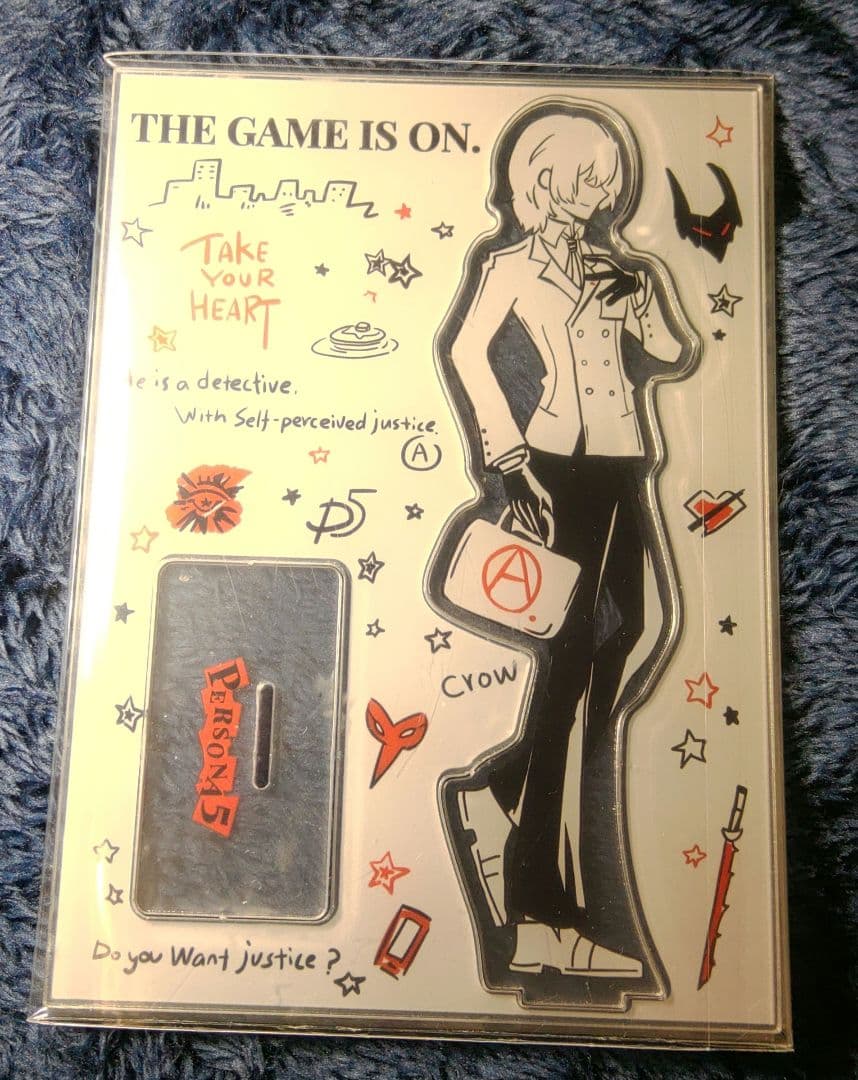 THE GAME IS ON.
TAKE
YOUR
HEART
e is a detective.
With Self-perceived justice.
A
P5
A.
Crow
PERSONA5
Do you Want justice?